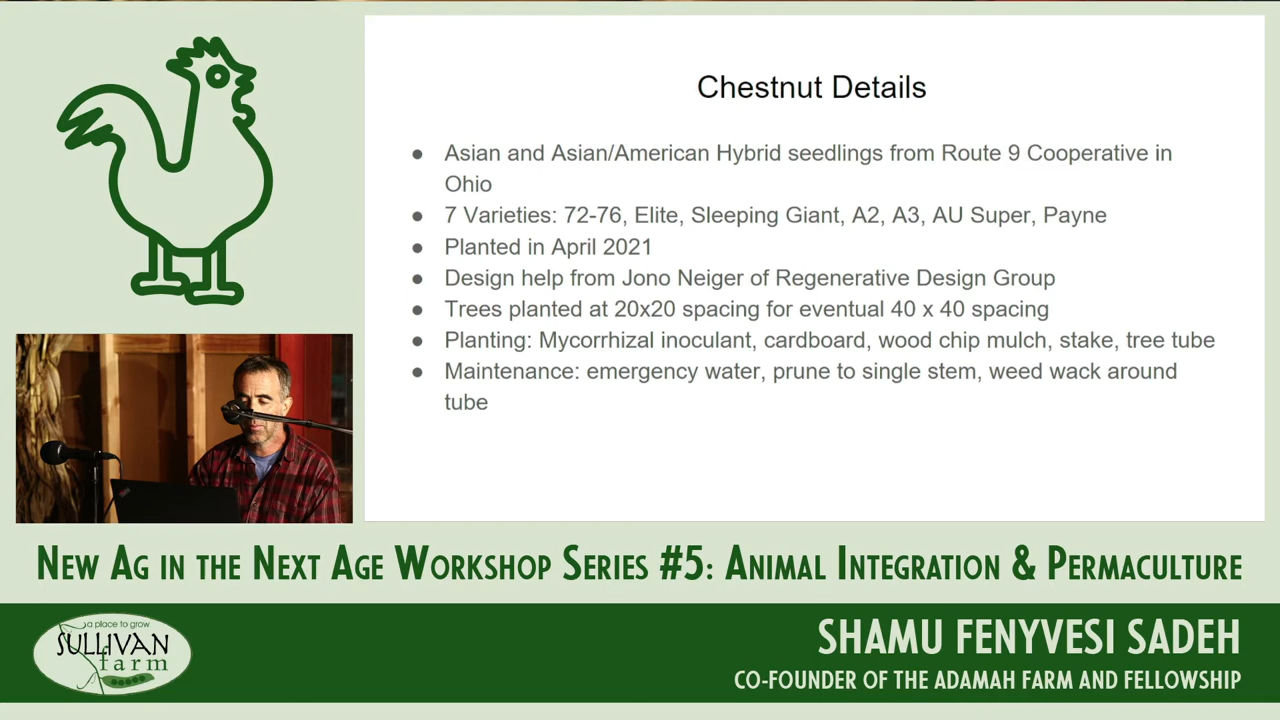 Chestnut Details
● Asian and Asian/American Hybrid seedlings from Route 9 Cooperative in
Ohio
● 7 Varieties: 72-76, Elite, Sleeping Giant, A2, A3, AU Super, Payne
● Planted in April 2021
● Design help from Jono Neiger of Regenerative Design Group
● Trees planted at 20x20 spacing for eventual 40 x 40 spacing
● Planting: Mycorrhizal inoculant, cardboard, wood chip mulch, stake, tree tube
● Maintenance: emergency water, prune to single stem, weed wack around
tube
New Ag in the Next Age Workshop Series #5: Animal Integration & Permaculture
a place to grow
SULLIVAN
farm
SHAMU FENYVESI SADEH
CO-FOUNDER OF THE ADAMAH FARM AND FELLOWSHIP